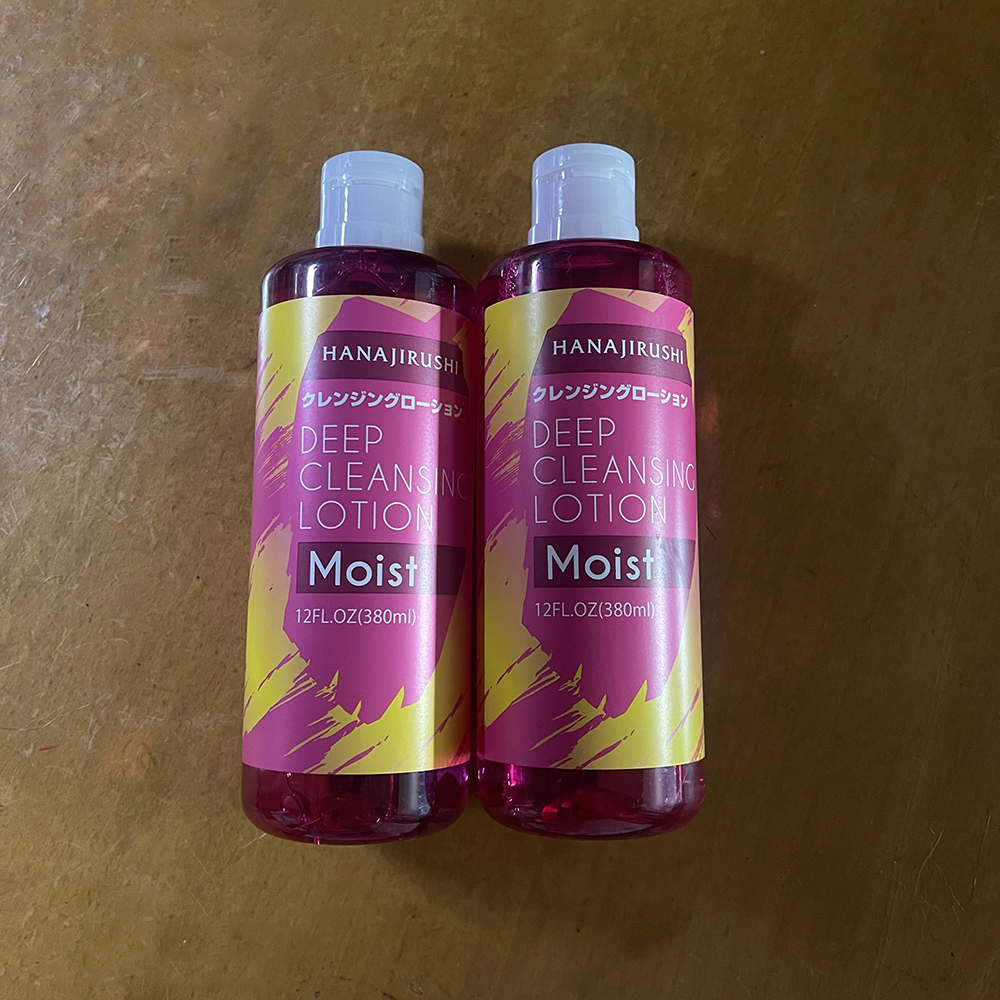 HANAJIRUSHI
クレンジングローション
DEEP
CLEANSING
LOTION
Moist
12FL.OZ(380ml)
HANAJIRUSHI
クレンジングローション
DEEP
CLEANSING
LOTION
Moist
12FL.OZ(380ml)